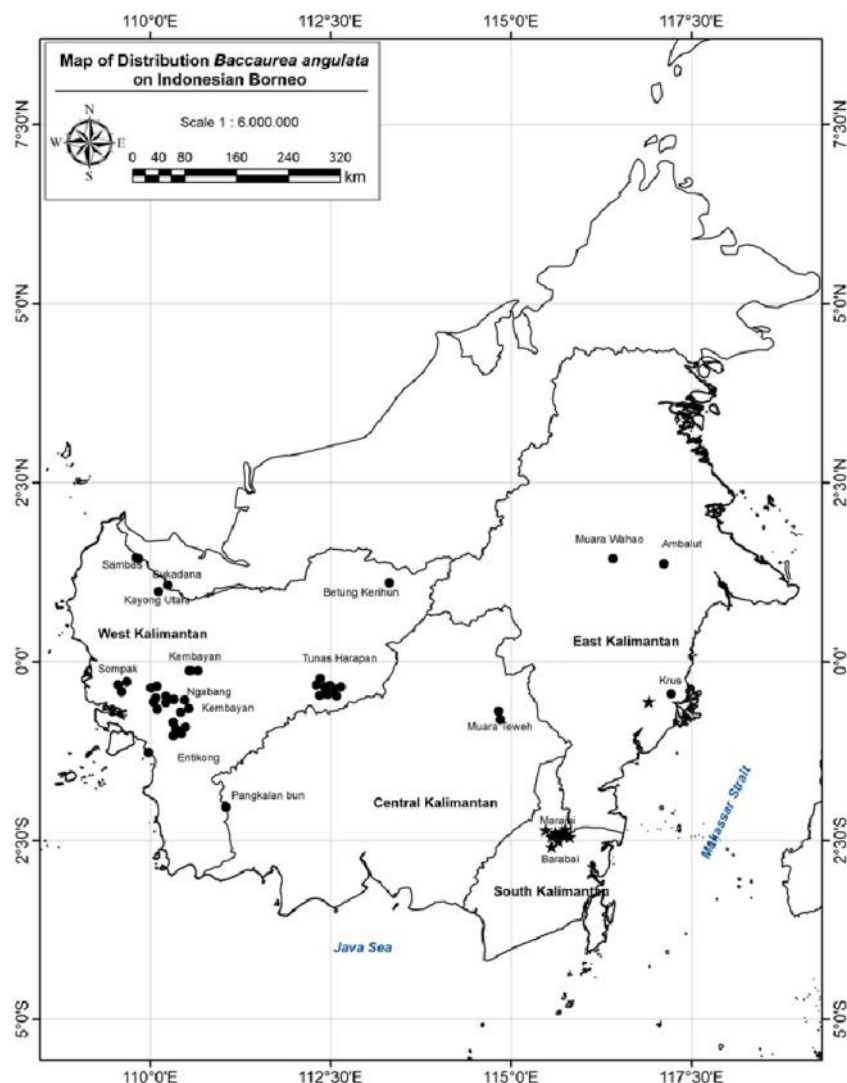 110°0'E 112°30'E 115°0'E 117°30'E
Map of Distribution Baccaurea angulata
on Indonesian Borneo
N
W E
S
Scale 1 : 6.000.000
0 40 80 160 240 320
km
7°30'N 7°30'N
5°0'N 5°0'N
2°30'N 2°30'N
Muara Wahao
Ambalut
Sambas
Sukadana
Betung Kerihun
Kayong Utara
West Kalimantan
East Kalimantan
0°0' 0°0'
Kembayan
Tunas Harapan
Sompak
Krus
Ngabang
Kembayan
Muara Teweh
Entikong
Pangkalan bun
Central Kalimantan
Makassar Strait
Marajai
2°30'S 2°30'S
Barabai
South Kalimantan
Java Sea
5°0'S 5°0'S
110°0'E 112°30'E 115°0'E 117°30'E